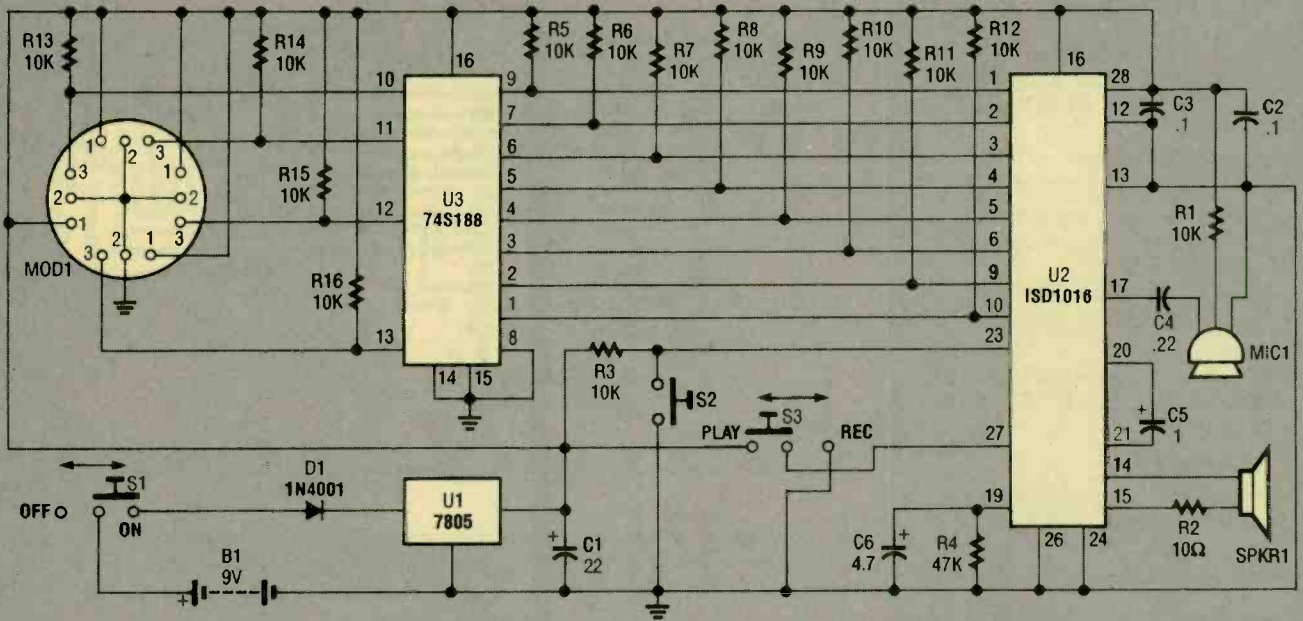 R13
10K
R14
10K
R5
10K
R6
10K
R7
10K
R8
10K
R9
10K
R10
10K
R11
10K
R12
10K
16
16
10
9
1
28
C3
.1
C2
.1
11
7
2
12
1
2
3
3
1
6
3
R15
10K
5
4
13
2
2
U3
74S188
R1
10K
12
4
5
1
3
3
2
1
3
6
MOD1
R16
10K
2
9
U2
ISD1016
17
1
10
C4
.22
13
8
23
MIC1
R3
10K
20
14
15
S2
S3
+
C5
1
PLAY
REC
27
21
D1
1N4001
14
S1
U1
7805
OFF
ON
19
15
R2
10Ω
+
C1
22
C6
4.7
+
R4
47K
26
24
SPKR1
B1
9V
+